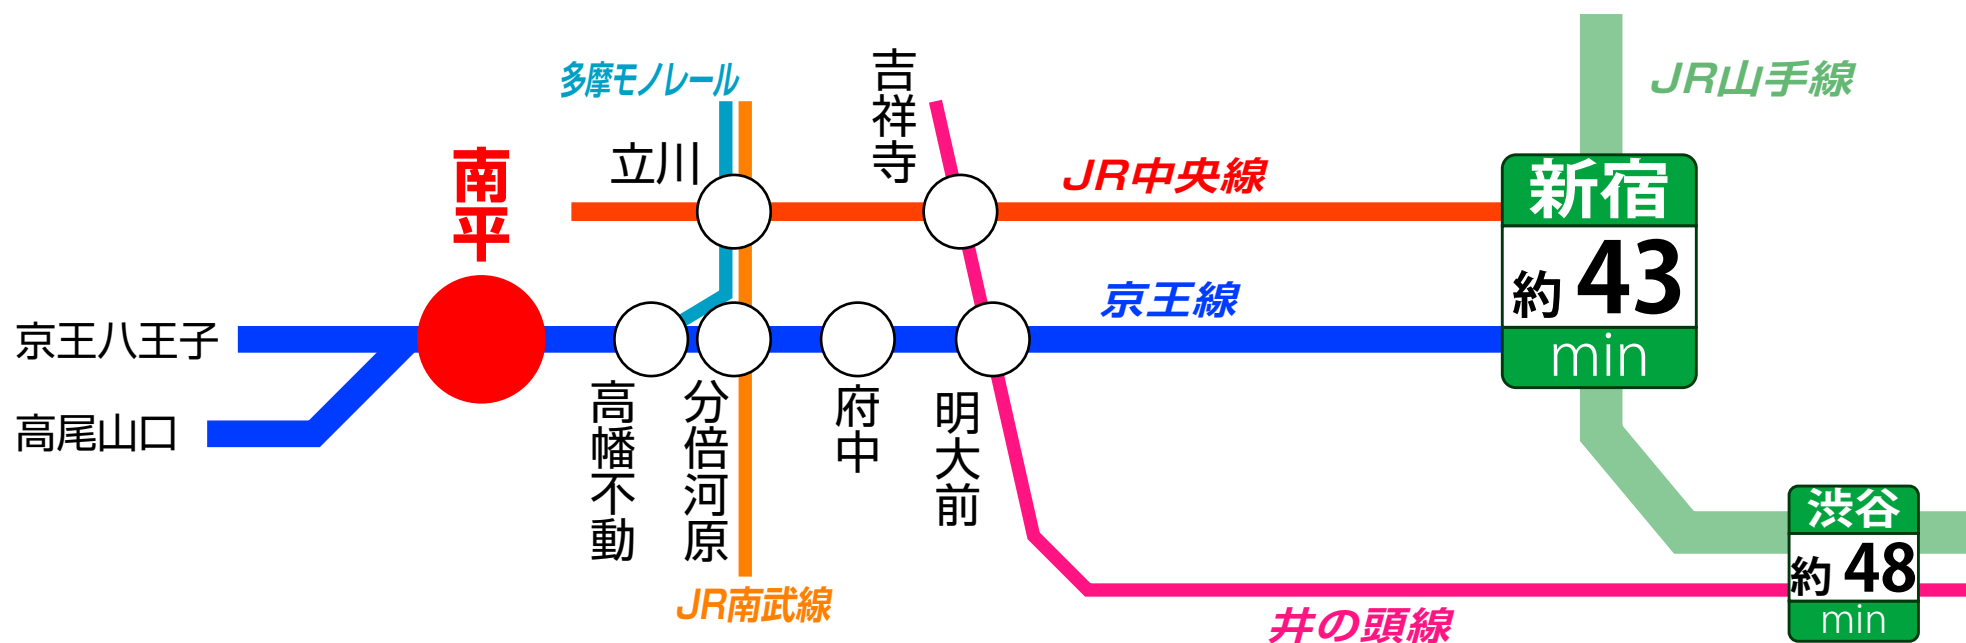 多摩モノレール
吉祥寺
JR山手線
立川
南平
JR中央線
新宿
約43
min
京王線
京王八王子
高尾山口
高幡不動
分倍河原
府中
明大前
渋谷
約48
min
JR南武線
井の頭線